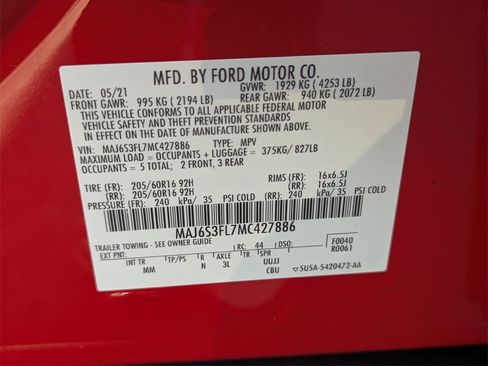 MFD. BY FORD MOTOR CO.
DATE: 05/21 GVWR: 1929 KG ( 4253 LB)
FRONT GAWR: 995 KG ( 2194 LB) REAR GAWR: 940 KG ( 2072 LB)
THIS VEHICLE CONFORMS TO ALL APPLICABLE FEDERAL MOTOR
VEHICLE SAFETY AND THEFT PREVENTION STANDARDS
IN EFFECT ON THE DATE OF MANUFACTURE SHOWN ABOVE.
VIN: MAJ6S3FL7MC427886 TYPE: MPV
MAXIMUM LOAD = OCCUPANTS + LUGGAGE = 375KG/ 827LB
OCCUPANTS = 5 TOTAL; 2 FRONT, 3 REAR
TIRE (FR): 205/60R16 92H RIMS (FR): 16x6.5J
(RR): 205/60R16 92H (RR): 16x6.5J
PRESSURE (FR): 240 kPa/ 35 PSI COLD (RR): 240 kPa/ 35 PSI COLD
MAJ6S3FL7MC427886
TRAILER TOWING - SEE OWNER GUIDE RC: 44 DSO: F0040
R0061
EXT PNT: INT TR TP/PS R AXLE TR SPR
MM N 3L UUJJ
CBU 5U5A-S420472-AA